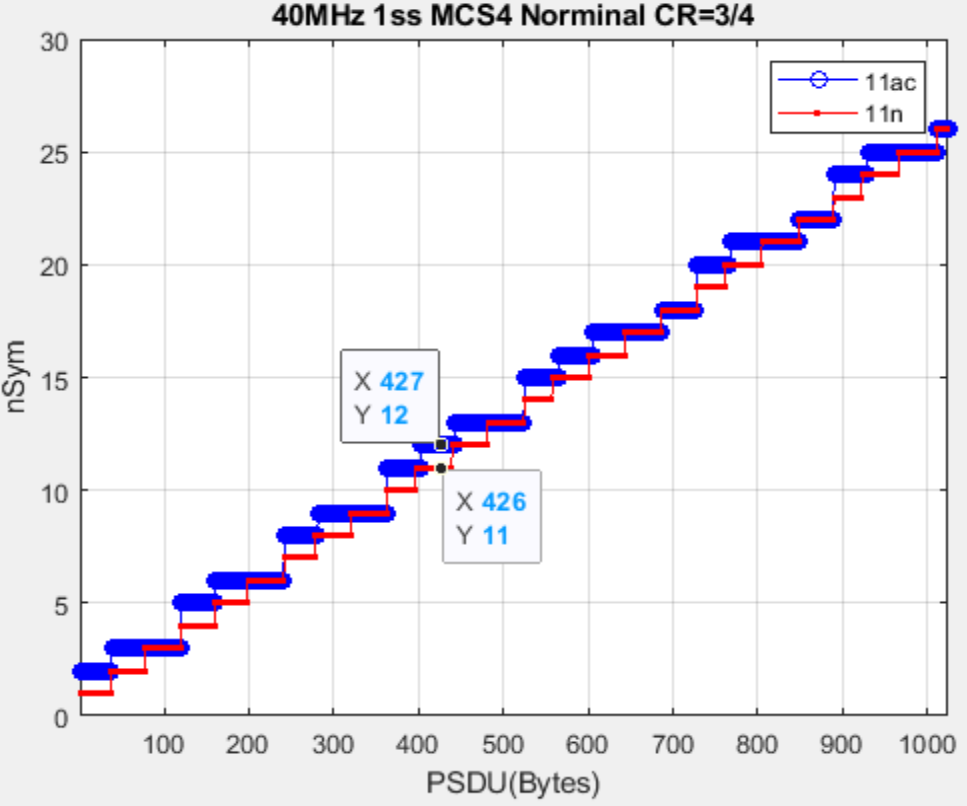 40MHz 1ss MCS4 Norminal CR=3/4
30
11ac
11n
25
20
nSym
15
X 427
Y 12
10
X 426
Y 11
5
0
100 200 300 400 500 600 700 800 900 1000
PSDU(Bytes)